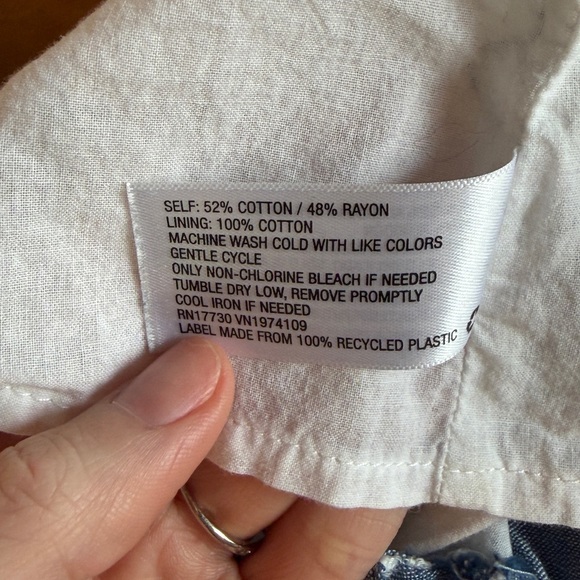 SELF: 52% COTTON / 48% RAYON
LINING: 100% COTTON
MACHINE WASH COLD WITH LIKE COLORS
GENTLE CYCLE
ONLY NON-CHLORINE BLEACH IF NEEDED
TUMBLE DRY LOW, REMOVE PROMPTLY
COOL IRON IF NEEDED
RN17730 VN1974109
LABEL MADE FROM 100% RECYCLED PLASTIC